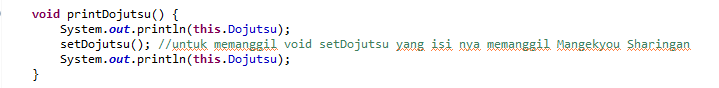 void printDojutsu() {
System.out.println(this.Dojutsu);
setDojutsu(); //untuk memanggil void setDojutsu yang isi nya memanggil Mangekyou Sharingan
System.out.println(this.Dojutsu);
}